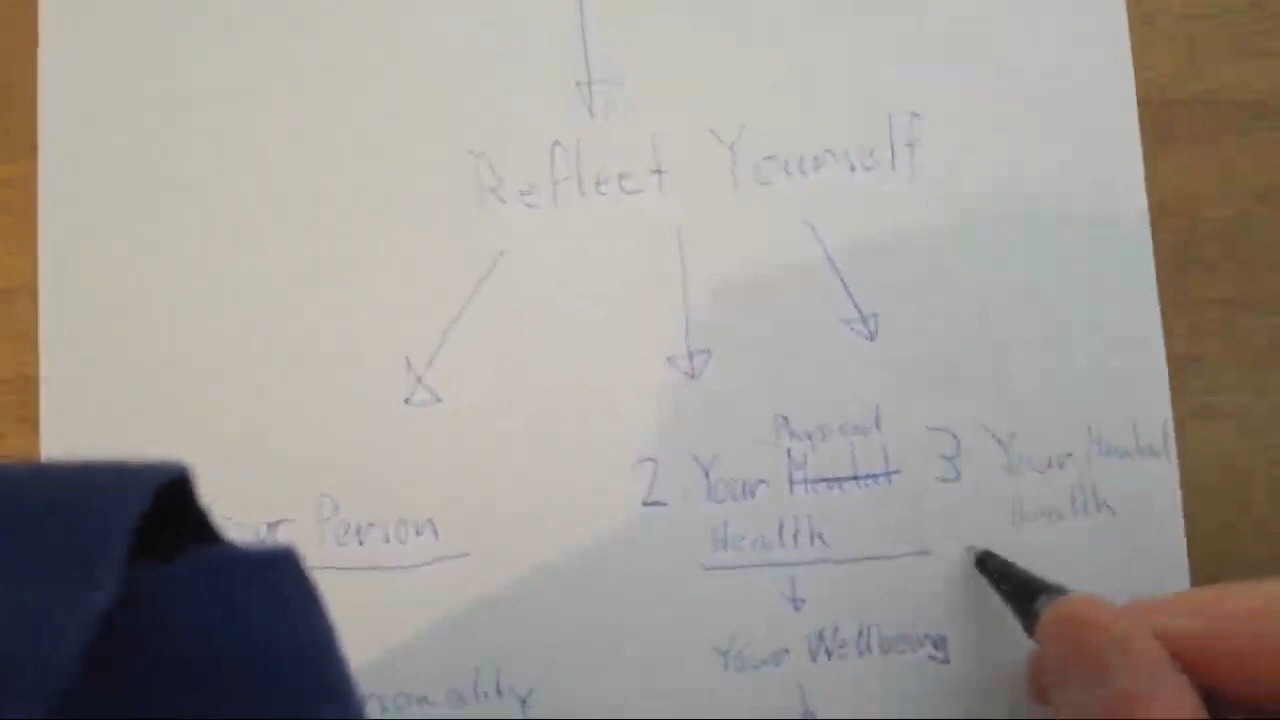 Reflect Yourself
Person
2 Your Physical Mental
Health
3 Your Mental
Health
Your Wellbeing